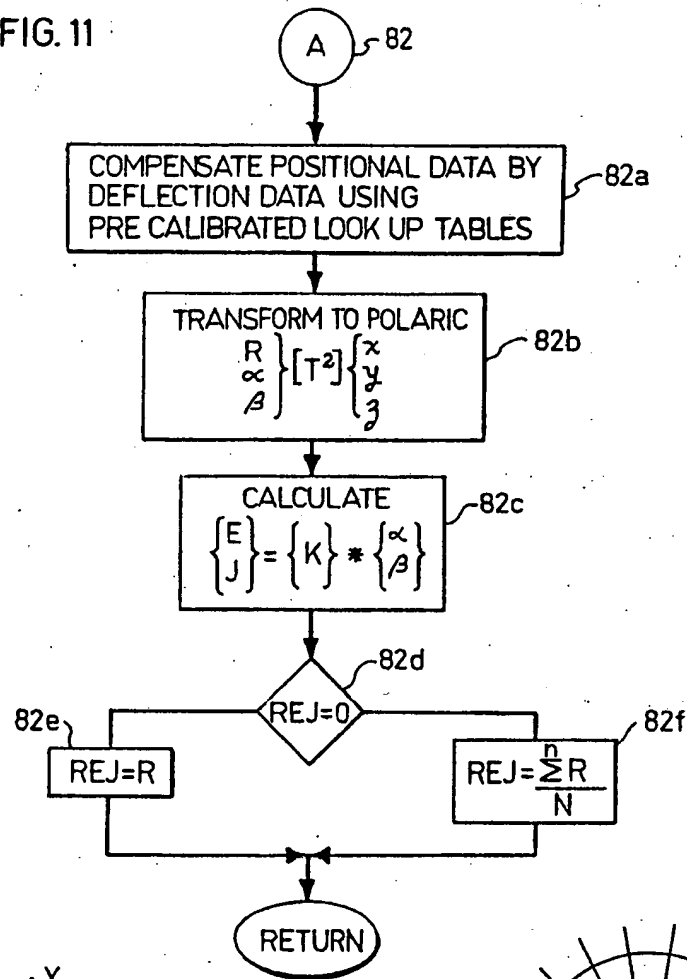 FIG. 11
A
82
COMPENSATE POSITIONAL DATA BY
DEFLECTION DATA USING
PRE CALIBRATED LOOK UP TABLES
82a
TRANSFORM TO POLARIC
R
α
β
} [T²] {
x
y
z
82b
CALCULATE
{E J} = {K} * {α β}
82c
82d
REJ=0
82e
REJ=R
82f
REJ= n
Σ R
N
RETURN
Y